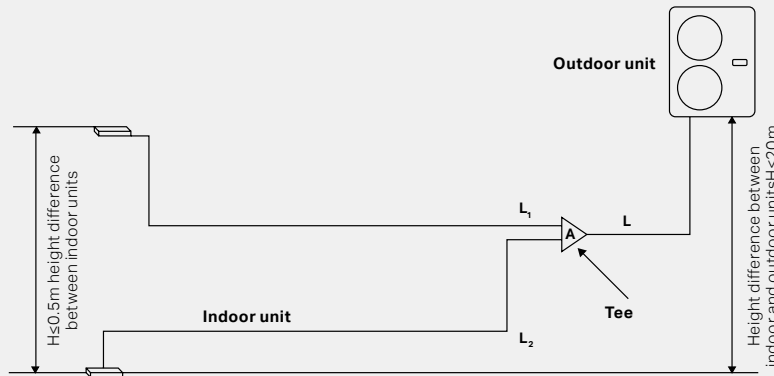 Outdoor unit
H≤0.5m height difference
between indoor units
L₁
A
L
Tee
Indoor unit
L₂
Height difference between
indoor and outdoor unitsH≤20m